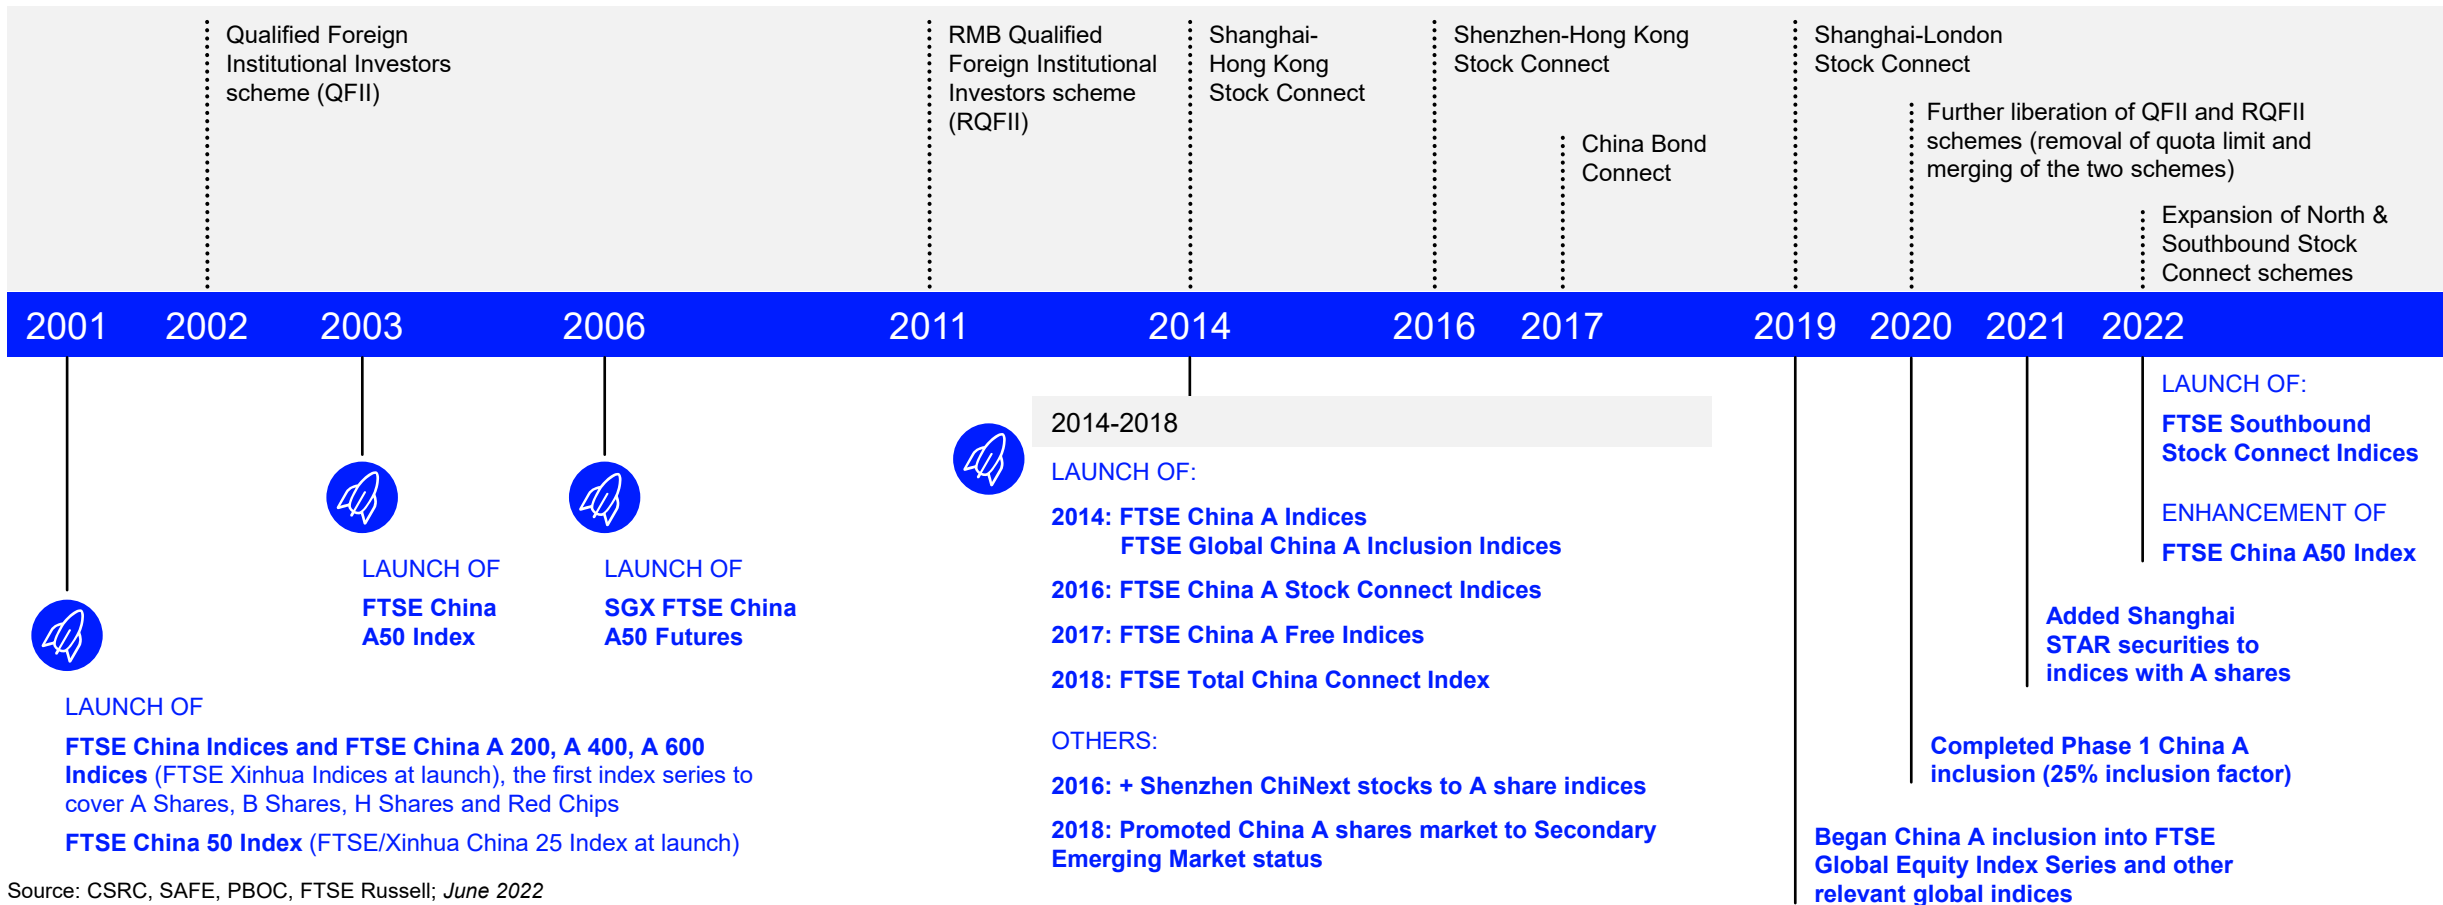 Qualified Foreign
Institutional Investors
scheme (QFII)
RMB Qualified
Foreign Institutional
Investors scheme
(RQFII)
Shanghai-
Hong Kong
Stock Connect
Shenzhen-Hong Kong
Stock Connect
China Bond
Connect
Shanghai-London
Stock Connect
Further liberation of QFII and RQFII
schemes (removal of quota limit and
merging of the two schemes)
Expansion of North &
Southbound Stock
Connect schemes
2001 2002 2003 2006 2011 2014 2016 2017 2019 2020 2021 2022
LAUNCH OF
FTSE China Indices and FTSE China A 200, A 400, A 600
Indices (FTSE Xinhua Indices at launch), the first index series to
cover A Shares, B Shares, H Shares and Red Chips
FTSE China 50 Index (FTSE/Xinhua China 25 Index at launch)
LAUNCH OF
FTSE China
A50 Index
LAUNCH OF
SGX FTSE China
A50 Futures
2014-2018
LAUNCH OF:
2014: FTSE China A Indices
FTSE Global China A Inclusion Indices
2016: FTSE China A Stock Connect Indices
2017: FTSE China A Free Indices
2018: FTSE Total China Connect Index
OTHERS:
2016: + Shenzhen ChiNext stocks to A share indices
2018: Promoted China A shares market to Secondary
Emerging Market status
Began China A inclusion into FTSE
Global Equity Index Series and other
relevant global indices
Completed Phase 1 China A
inclusion (25% inclusion factor)
Added Shanghai
STAR securities to
indices with A shares
LAUNCH OF:
FTSE Southbound
Stock Connect Indices
ENHANCEMENT OF
FTSE China A50 Index
Source: CSRC, SAFE, PBOC, FTSE Russell; June 2022